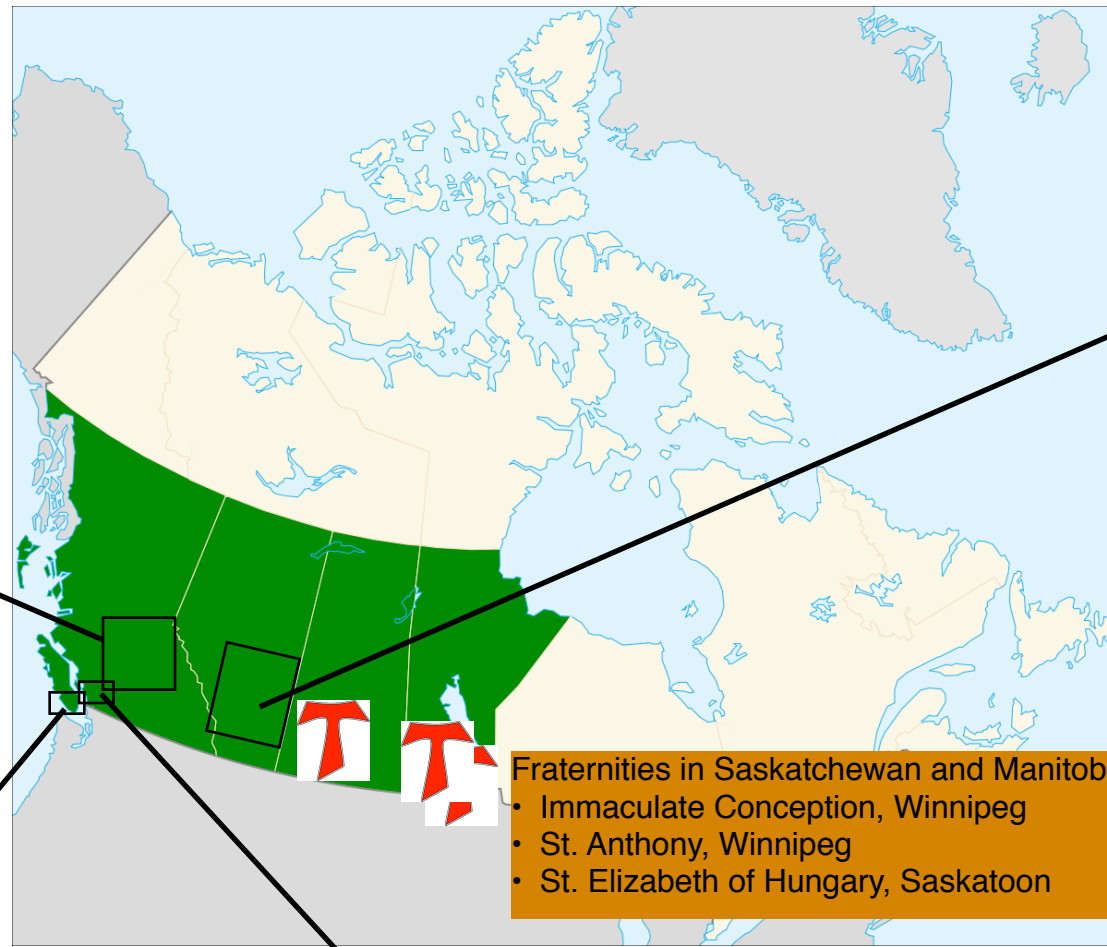 Fraternities in Saskatchewan and Manitob
• Immaculate Conception, Winnipeg
• St. Anthony, Winnipeg
• St. Elizabeth of Hungary, Saskatoon